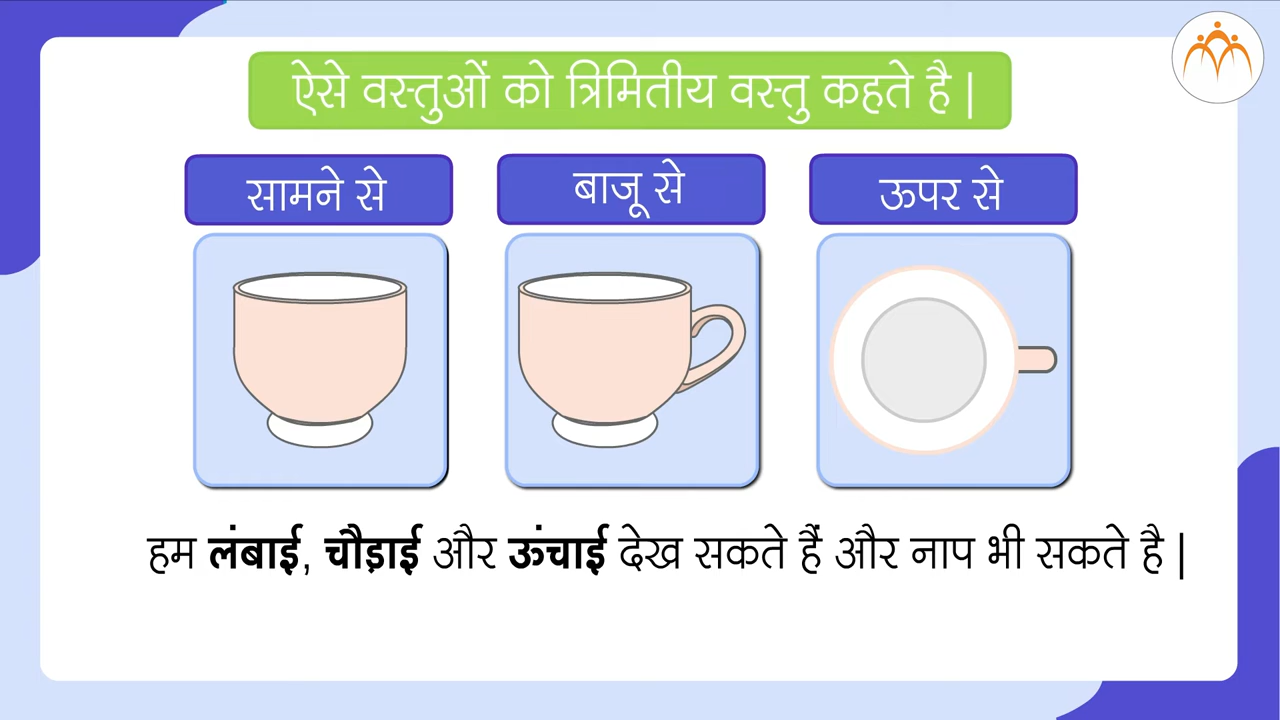 ऐसे वस्तुओं को त्रिमितीय वस्तु कहते है |
सामने से
बाजू से
ऊपर से
हम लंबाई, चौड़ाई और ऊंचाई देख सकते हैं और नाप भी सकते है |